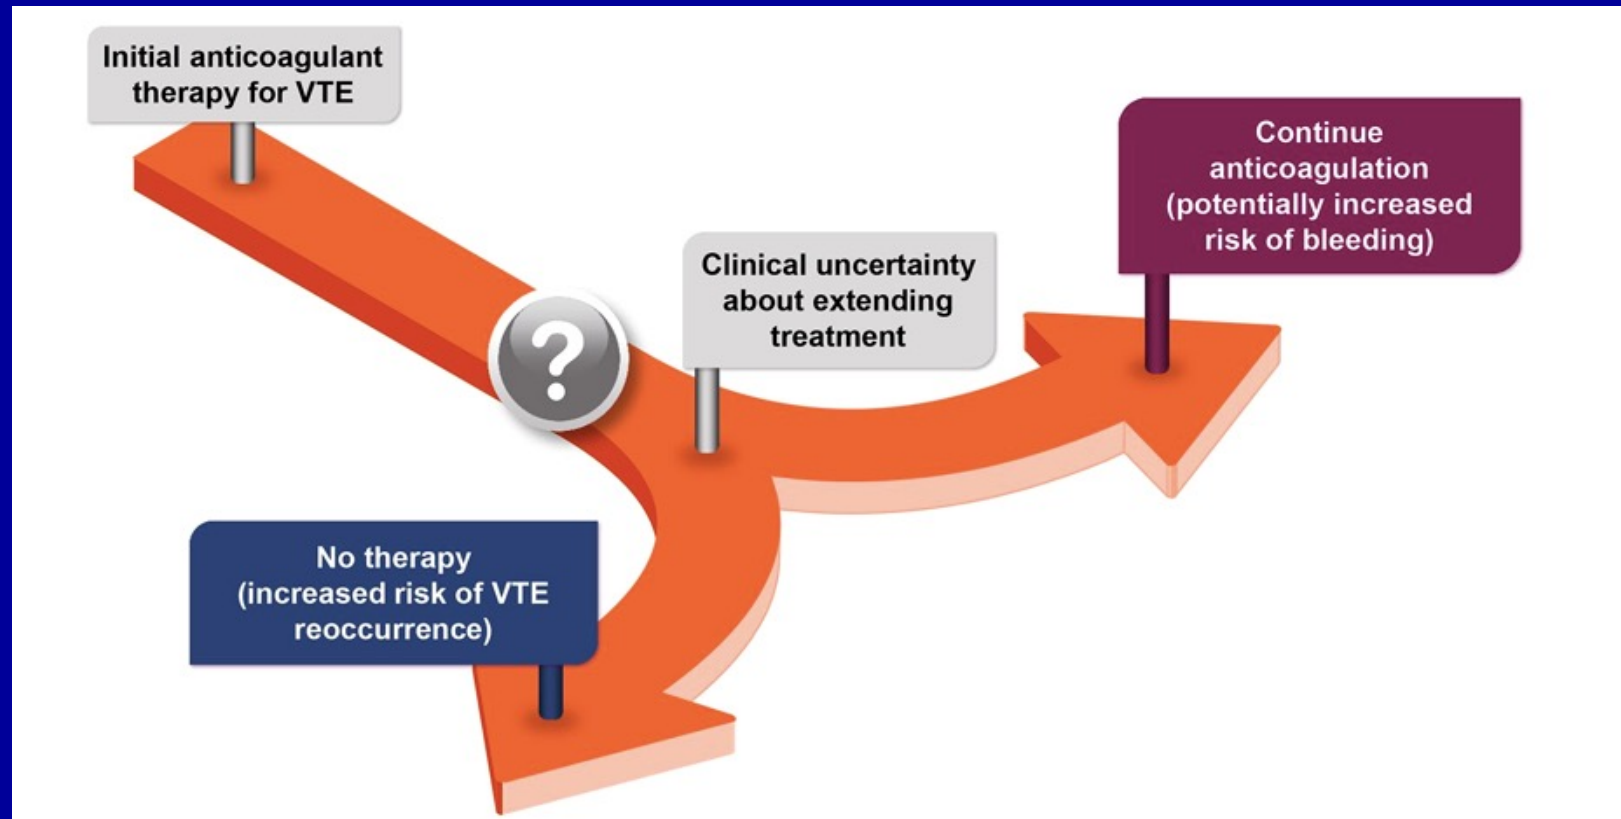 Initial anticoagulant
therapy for VTE
?
Clinical uncertainty
about extending
treatment
Continue
anticoagulation
(potentially increased
risk of bleeding)
No therapy
(increased risk of VTE
reoccurrence)